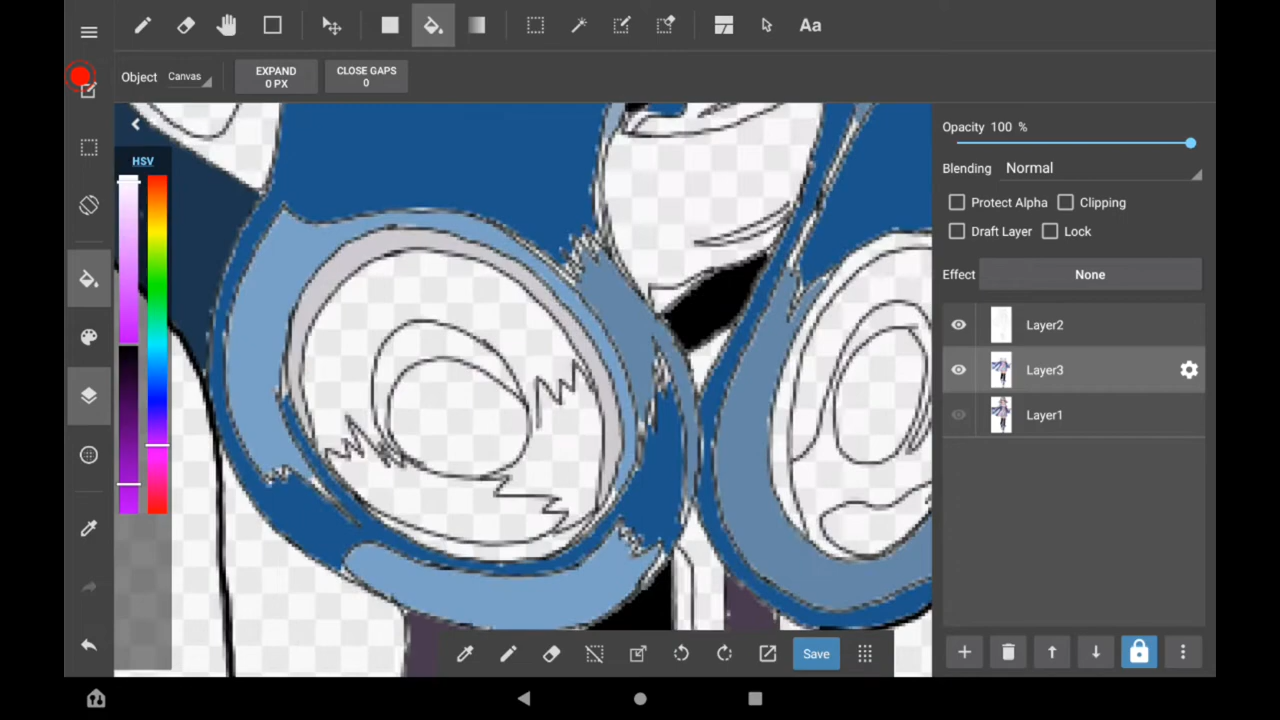 Aa
Object Canvas
EXPAND
0 PX
CLOSE GAPS
0
HSV
Opacity 100 %
Blending Normal
Protect Alpha
Clipping
Draft Layer
Lock
Effect None
Layer2
Layer3
Layer1
Save